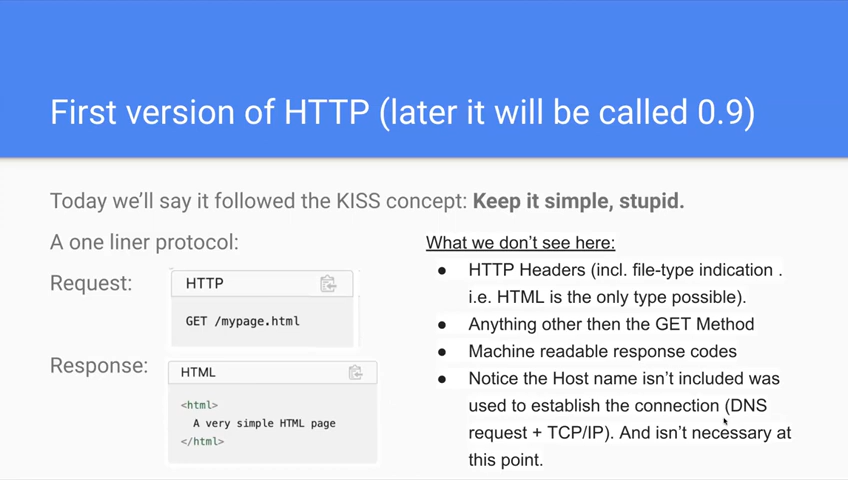 First version of HTTP (later it will be called 0.9)
Today we'll say it followed the KISS concept: Keep it simple, stupid.
A one liner protocol:
Request:
HTTP
GET /mypage.html
Response:
HTML
<html>
A very simple HTML page
</html>
What we don't see here:
● HTTP Headers (incl. file-type indication .
i.e. HTML is the only type possible).
● Anything other then the GET Method
● Machine readable response codes
● Notice the Host name isn't included was
used to establish the connection (DNS
request + TCP/IP). And isn't necessary at
this point.